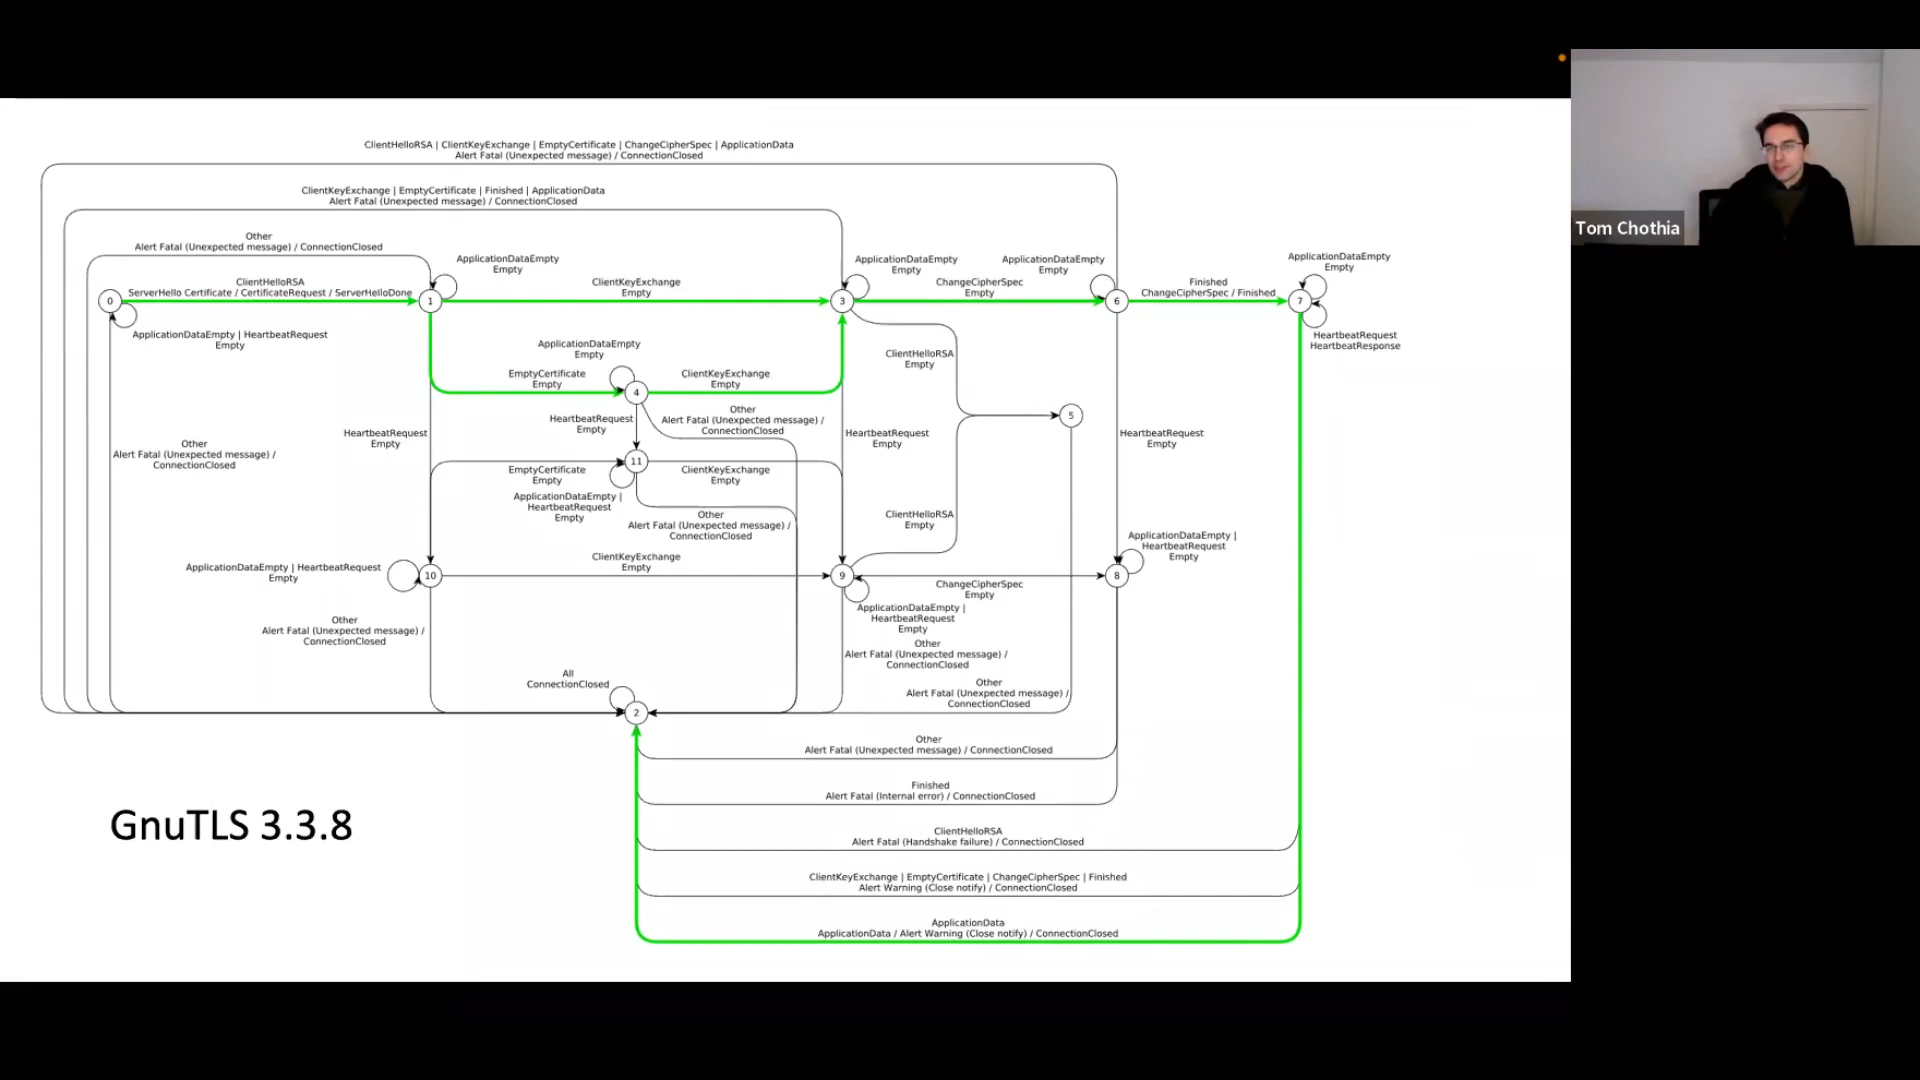 ClientHelloRSA | ClientKeyExchange | EmptyCertificate | ChangeCipherSpec | ApplicationData
Alert Fatal (Unexpected message) / ConnectionClosed
ClientKeyExchange | EmptyCertificate | Finished | ApplicationData
Alert Fatal (Unexpected message) / ConnectionClosed
Other
Alert Fatal (Unexpected message) / ConnectionClosed
ClientHelloRSA
ServerHello Certificate / CertificateRequest / ServerHelloDone
0
ApplicationDataEmpty | HeartbeatRequest
Empty
1
ApplicationDataEmpty
Empty
ClientKeyExchange
Empty
3
ApplicationDataEmpty
Empty
ChangeCipherSpec
Empty
ApplicationDataEmpty
Empty
6
Finished
ChangeCipherSpec / Finished
7
ApplicationDataEmpty
Empty
HeartbeatRequest
HeartbeatResponse
ApplicationDataEmpty
Empty
EmptyCertificate
Empty
4
ClientKeyExchange
Empty
ClientHelloRSA
Empty
5
HeartbeatRequest
Empty
Other
Alert Fatal (Unexpected message) /
ConnectionClosed
HeartbeatRequest
Empty
HeartbeatRequest
Empty
HeartbeatRequest
Empty
Other
Alert Fatal (Unexpected message) /
ConnectionClosed
11
EmptyCertificate
Empty
ClientKeyExchange
Empty
ApplicationDataEmpty |
HeartbeatRequest
Empty
Other
Alert Fatal (Unexpected message) /
ConnectionClosed
ClientHelloRSA
Empty
ApplicationDataEmpty |
HeartbeatRequest
Empty
ApplicationDataEmpty | HeartbeatRequest
Empty
10
ClientKeyExchange
Empty
9
ChangeCipherSpec
Empty
8
ApplicationDataEmpty |
HeartbeatRequest
Empty
Other
Alert Fatal (Unexpected message) /
ConnectionClosed
Other
Alert Fatal (Unexpected message) /
ConnectionClosed
All
ConnectionClosed
Other
Alert Fatal (Unexpected message) /
ConnectionClosed
2
Other
Alert Fatal (Unexpected message) / ConnectionClosed
Finished
Alert Fatal (Internal error) / ConnectionClosed
ClientHelloRSA
Alert Fatal (Handshake failure) / ConnectionClosed
ClientKeyExchange | EmptyCertificate | ChangeCipherSpec | Finished
Alert Warning (Close notify) / ConnectionClosed
ApplicationData
ApplicationData / Alert Warning (Close notify) / ConnectionClosed
GnuTLS 3.3.8
Tom Chothia